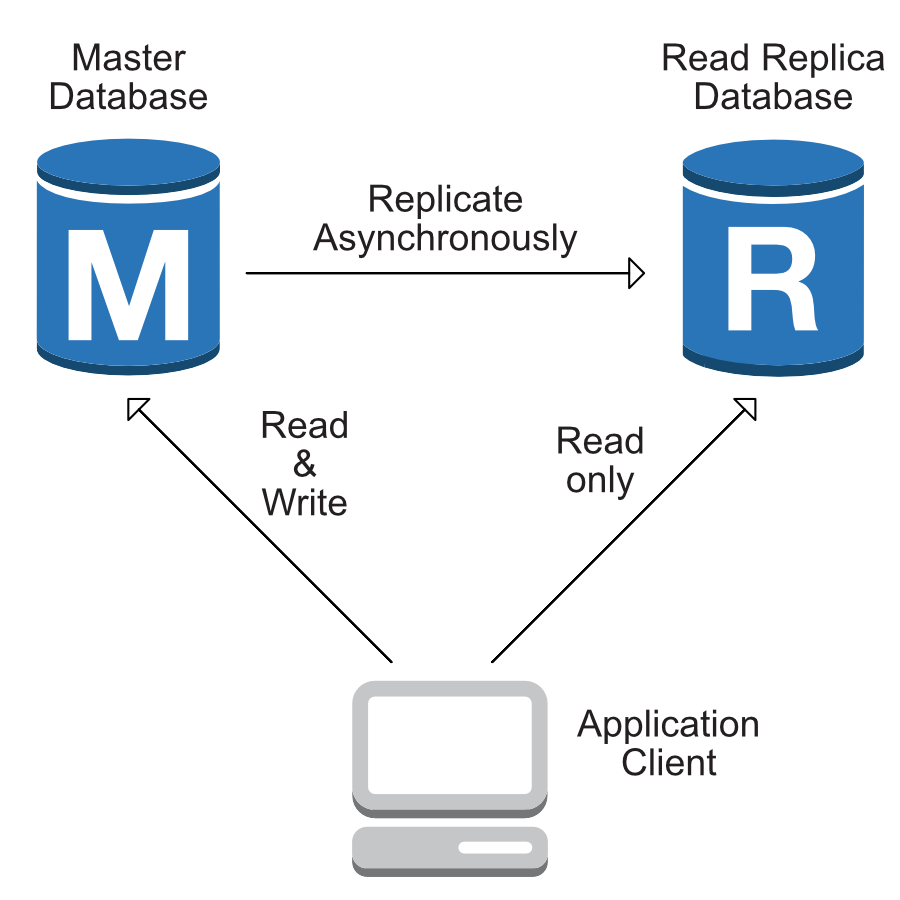 Master
Database
Read Replica
Database
Replicate
Asynchronously
M
R
Read
&
Write
Read
only
Application
Client